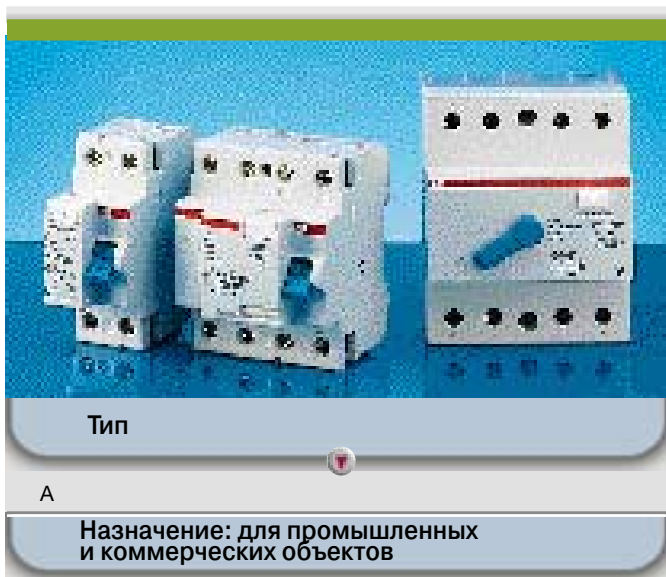 Тип
А
Назначение: для промышленных
и коммерческих объектов